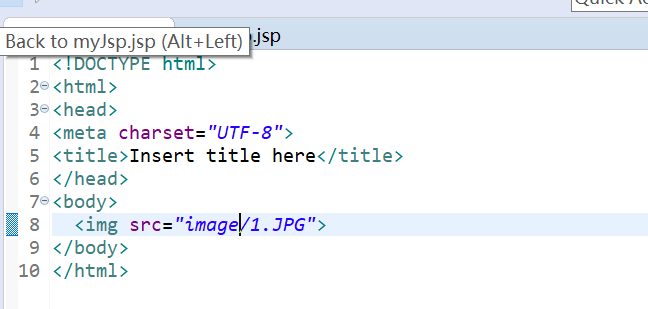 Back to myJsp.jsp (Alt+Left)
.jsp
1 <!DOCTYPE html>
2 <html>
3 <head>
4 <meta charset="UTF-8">
5 <title>Insert title here</title>
6 </head>
7 <body>
8 <img src="image/1.JPG">
9 </body>
10 </html>